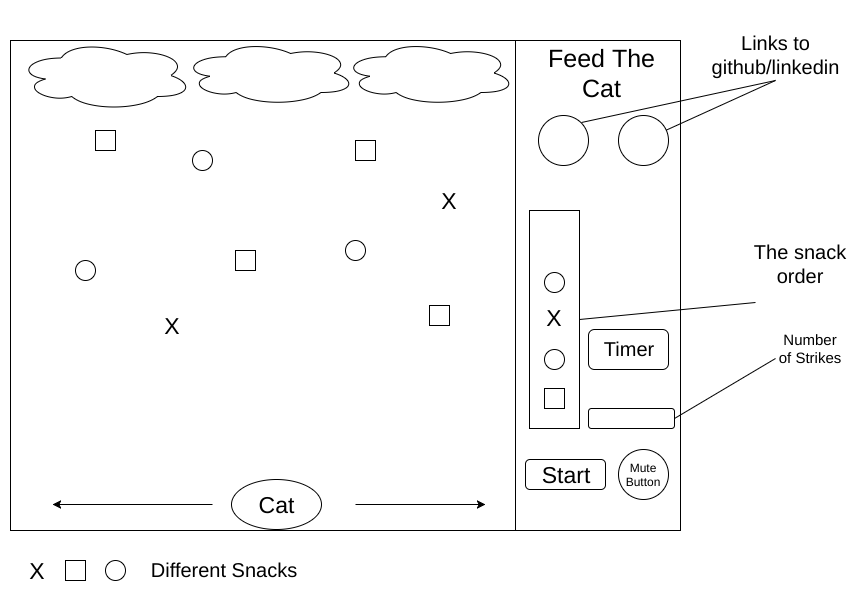 Feed The
Cat
Links to
github/linkedin
X
The snack
order
X
X
Timer
Number
of Strikes
Start
Mute
Button
Cat
X
Different Snacks